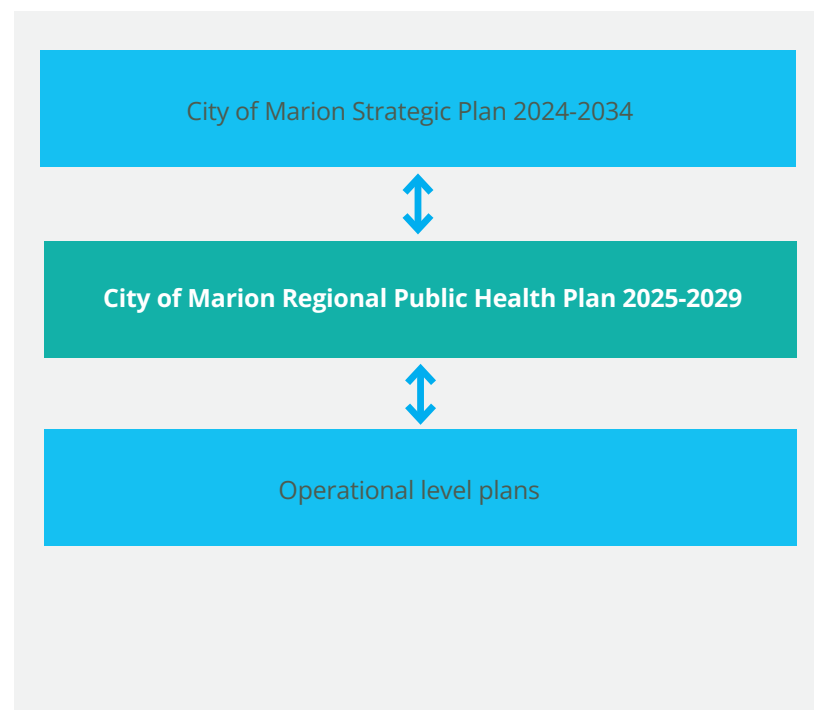 City of Marion Strategic Plan 2024-2034
City of Marion Regional Public Health Plan 2025-2029
Operational level plans